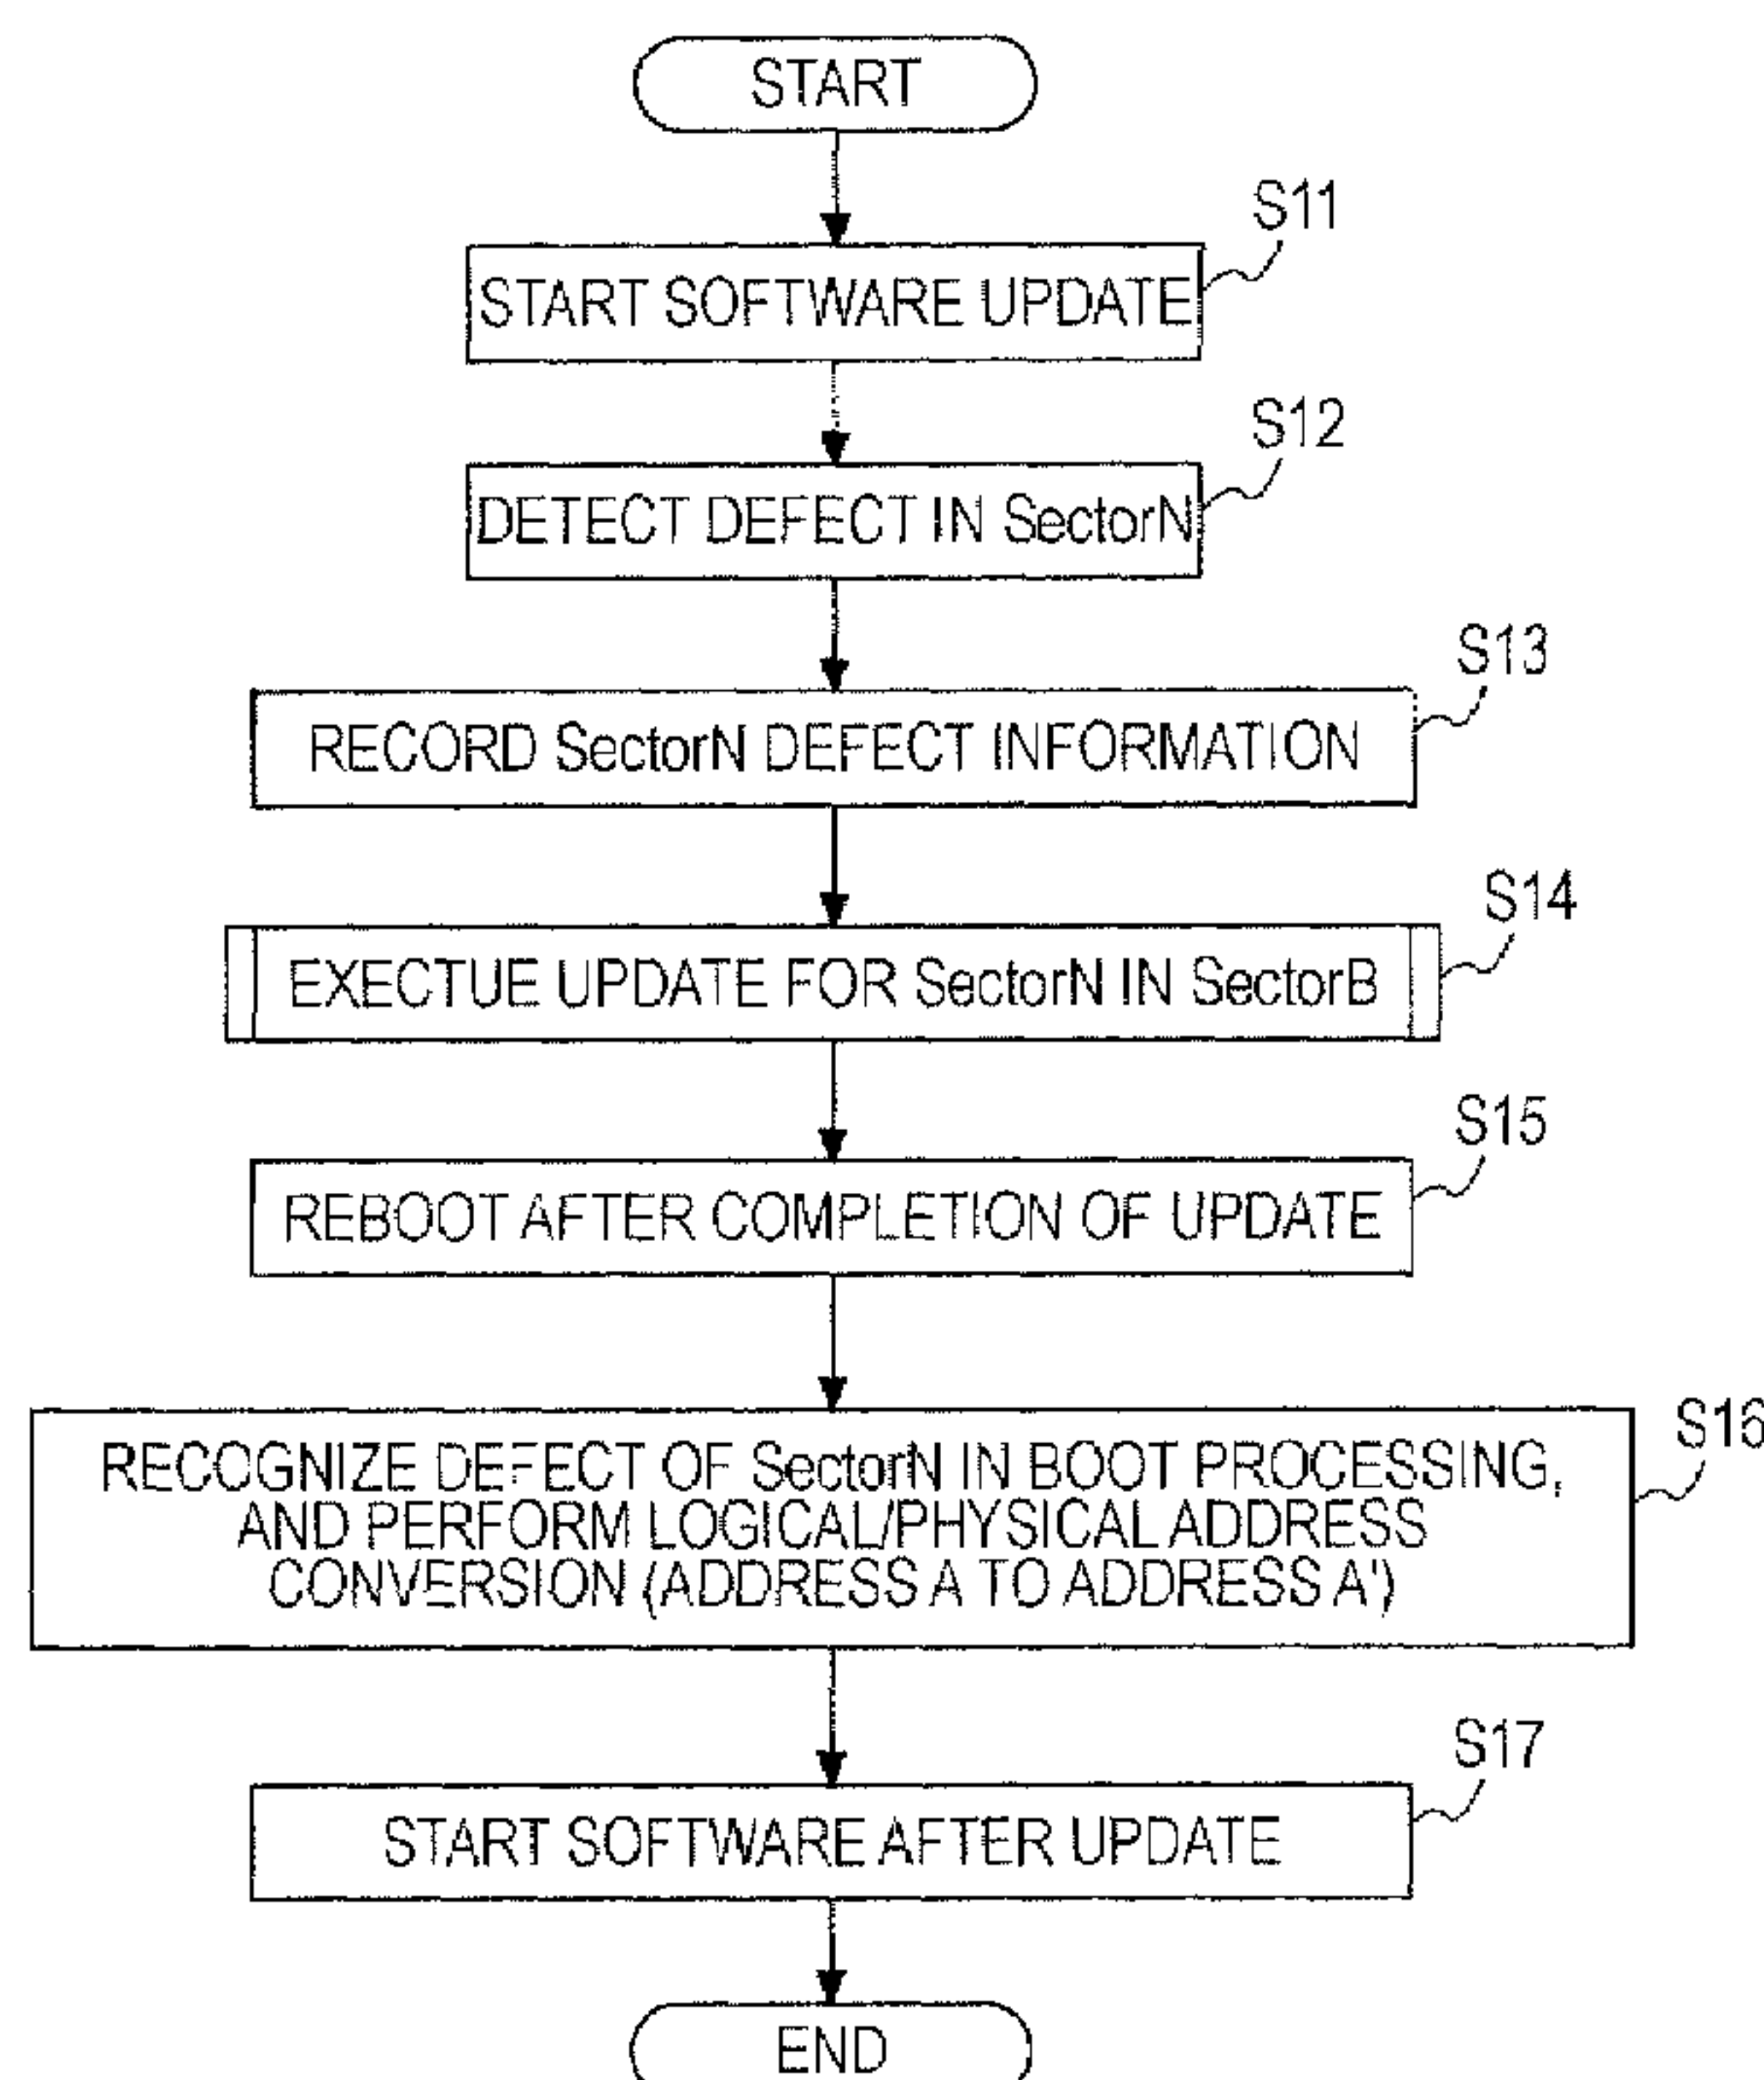 START
S11
START SOFTWARE UPDATE
S12
DETECT DEFECT IN SectorN
S13
RECORD SectorN DEFECT INFORMATION
S14
EXECTUE UPDATE FOR SectorN IN SectorB
S15
REBOOT AFTER COMPLETION OF UPDATE
S16
RECOGNIZE DEFECT OF SectorN IN BOOT PROCESSING,
AND PERFORM LOGICAL/PHYSICAL ADDRESS
CONVERSION (ADDRESS A TO ADDRESS A')
S17
START SOFTWARE AFTER UPDATE
END